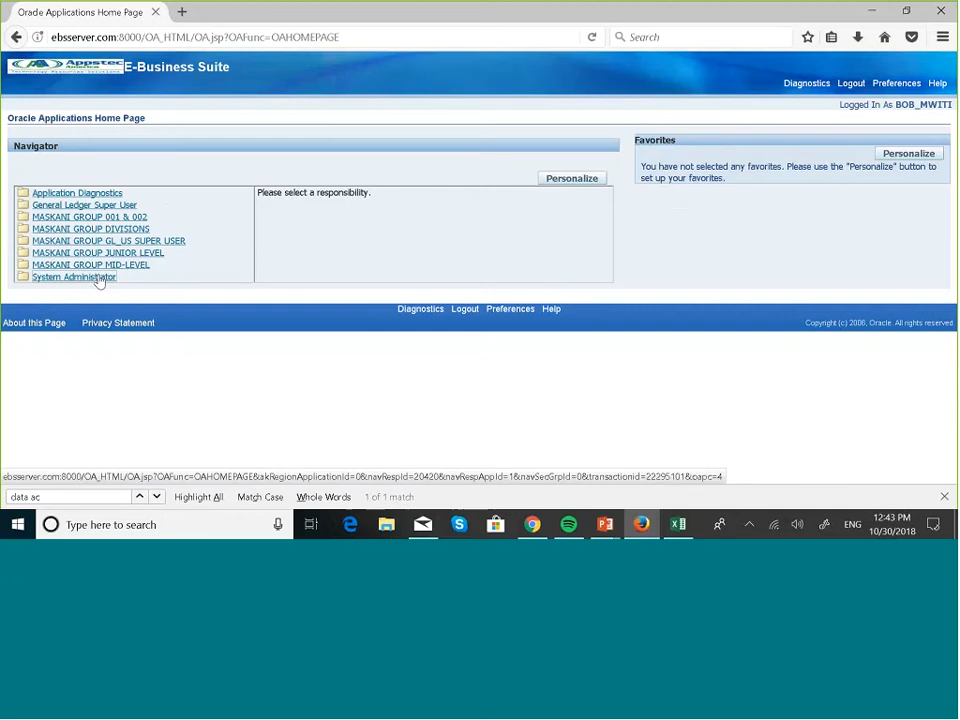 Oracle Applications Home Page
ebsserver.com:8000/OA_HTML/OA.jsp?OAFunc=OAHOMEPAGE
Search
Appstec E-Business Suite
Diagnostics Logout Preferences Help
Logged In As BOB_MWITI
Oracle Applications Home Page
Navigator
Personalize
Application Diagnostics
General Ledger Super User
MASKANI GROUP 001 & 002
MASKANI GROUP DIVISIONS
MASKANI GROUP GL_US SUPER USER
MASKANI GROUP JUNIOR LEVEL
MASKANI GROUP MID-LEVEL
System Administrator
Please select a responsibility.
Favorites
Personalize
You have not selected any favorites. Please use the "Personalize" button to
set up your favorites.
Diagnostics Logout Preferences Help
About this Page Privacy Statement
Copyright (c) 2006, Oracle. All rights reserved.
ebsserver.com:8000/OA_HTML/OA.jsp?OAFunc=OAHOMEPAGE&akRegionApplicationId=0&navRespId=20420&navRespAppId=1&navSecGrpId=0&transactionid=22295101&oapc=4
data ac
Highlight All Match Case Whole Words 1 of 1 match
Type here to search
ENG
12:43 PM
10/30/2018